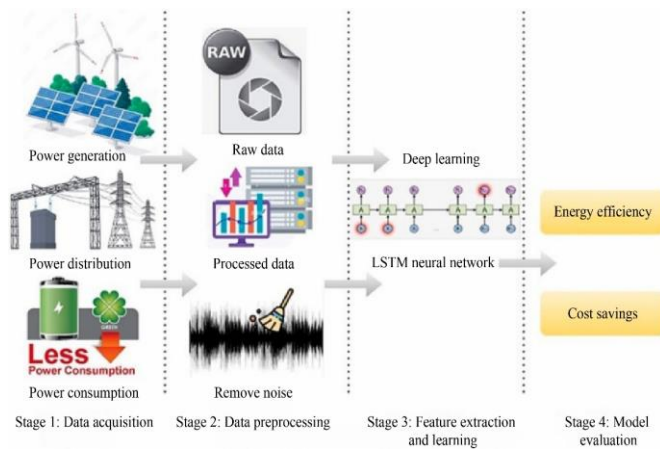 RAW
Raw data
Power generation
Deep learning
Power distribution
Processed data
LSTM neural network
Energy efficiency
GREEN
Less
Power Consumption
Power consumption
Remove noise
Cost savings
Stage 1: Data acquisition
Stage 2: Data preprocessing
Stage 3: Feature extraction
and learning
Stage 4: Model
evaluation
A
A
A
A
A
A